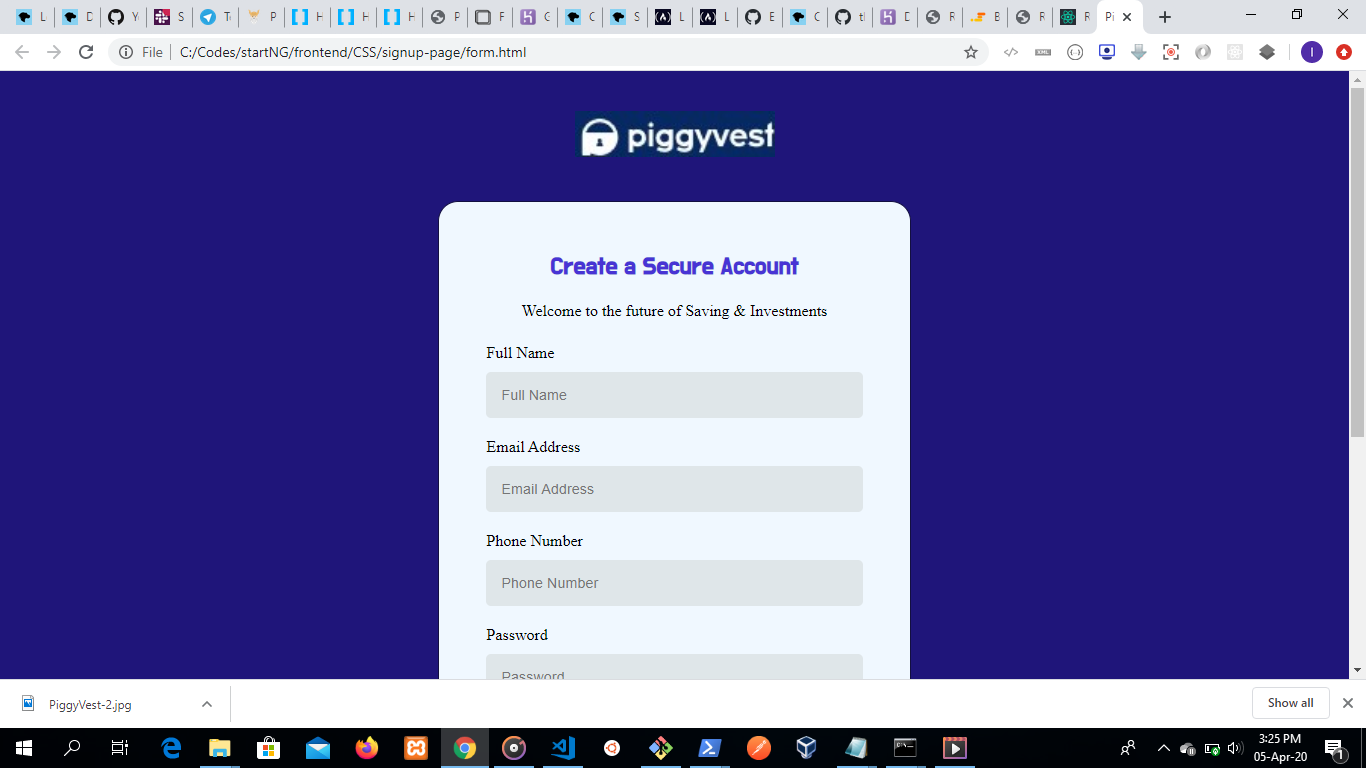 L
D
Y
S
T
P
H
H
H
P
F
G
C
S
L
L
E
C
tl
D
R
B
R
R
Pi
File
C:/Codes/startNG/frontend/CSS/signup-page/form.html
XML
I
piggyvest
Create a Secure Account
Welcome to the future of Saving & Investments
Full Name
Full Name
Email Address
Email Address
Phone Number
Phone Number
Password
Password
PiggyVest-2.jpg
Show all
3:25 PM
05-Apr-20
1